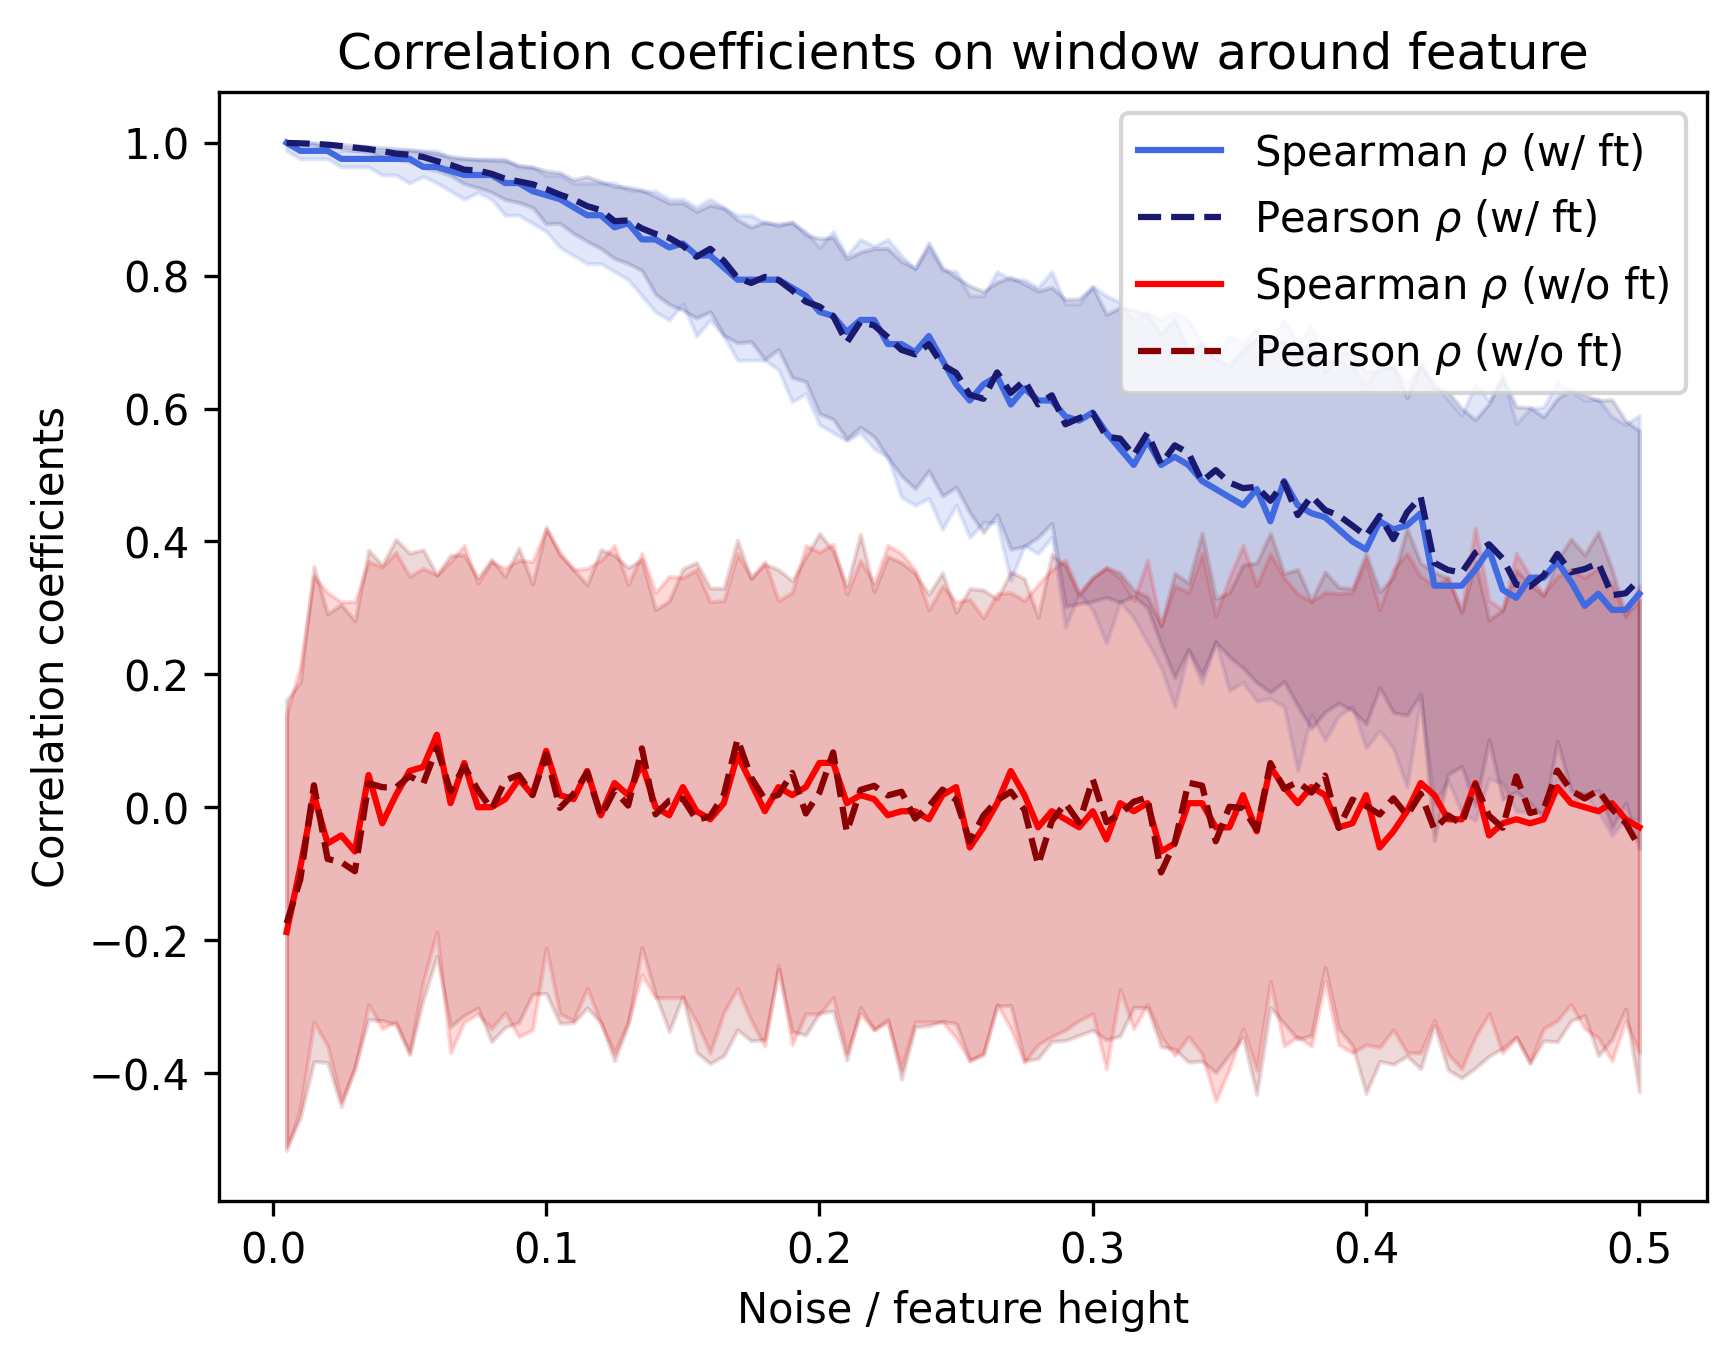 Correlation coefficients on window around feature
Spearman ρ (w/ ft)
Pearson ρ (w/ ft)
Spearman ρ (w/o ft)
Pearson ρ (w/o ft)
Correlation coefficients
1.0
0.8
0.6
0.4
0.2
0.0
−0.2
−0.4
0.0 0.1 0.2 0.3 0.4 0.5
Noise / feature height